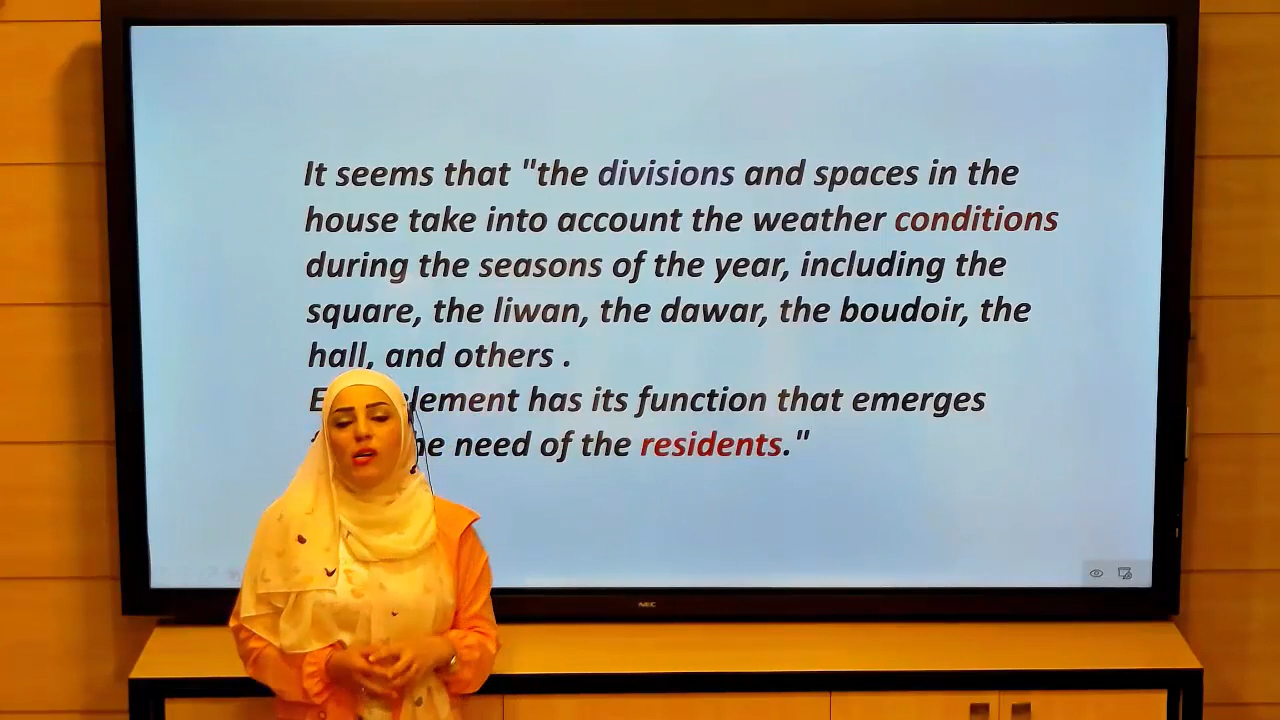 It seems that "the divisions and spaces in the
house take into account the weather conditions
during the seasons of the year, including the
square, the liwan, the dawar, the boudoir, the
hall, and others .
element has its function that emerges
need of the residents."
NEC